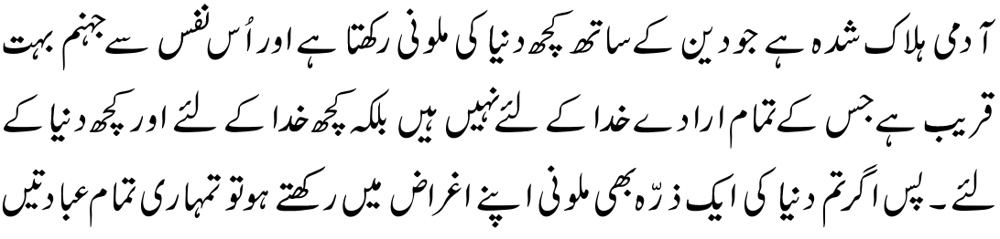 آدمی ہلاک شدہ ہے جو دین کے ساتھ کچھ دنیا کی ملونی رکھتا ہے اور اُس نفس سے جہنم بہت
قریب ہے جس کے تمام ارادے خدا کے لئے نہیں ہیں بلکہ کچھ خدا کے لئے اور کچھ دنیا کے
لئے۔ پس اگر تم دنیا کی ایک ذرّہ بھی ملونی اپنے اغراض میں رکھتے ہو تو تمہاری تمام عبادتیں